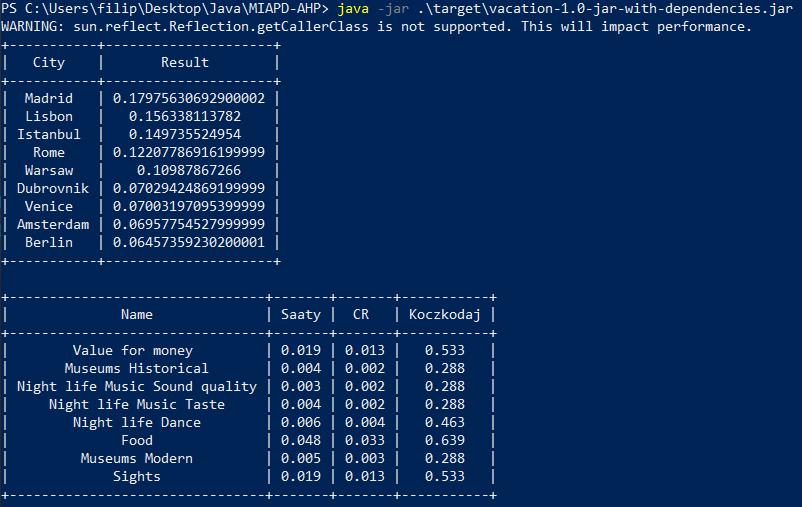 PS C:\Users\filip\Desktop\Java\MIAPD-AHP> java -jar .\target\vacation-1.0-jar-with-dependencies.jar
WARNING: sun.reflect.Reflection.getCallerClass is not supported. This will impact performance.
+-----------+---------------------+
| City | Result |
+-----------+---------------------+
| Madrid | 0.17975630692900002 |
| Lisbon | 0.156338113782 |
| Istanbul | 0.149735524954 |
| Rome | 0.12207786916199999 |
| Warsaw | 0.10987867266 |
| Dubrovnik | 0.07029424869199999 |
| Venice | 0.07003197095399999 |
| Amsterdam | 0.06957754527999999 |
| Berlin | 0.06457359230200001 |
+-----------+---------------------+
+--------------------------------+-------+-------+-----------+
| Name | Saaty | CR | Koczkodaj |
+--------------------------------+-------+-------+-----------+
| Value for money | 0.019 | 0.013 | 0.533 |
| Museums Historical | 0.004 | 0.002 | 0.288 |
| Night life Music Sound quality | 0.003 | 0.002 | 0.288 |
| Night life Music Taste | 0.004 | 0.002 | 0.288 |
| Night life Dance | 0.006 | 0.004 | 0.463 |
| Food | 0.048 | 0.033 | 0.639 |
| Museums Modern | 0.005 | 0.003 | 0.288 |
| Sights | 0.019 | 0.013 | 0.533 |
+--------------------------------+-------+-------+-----------+